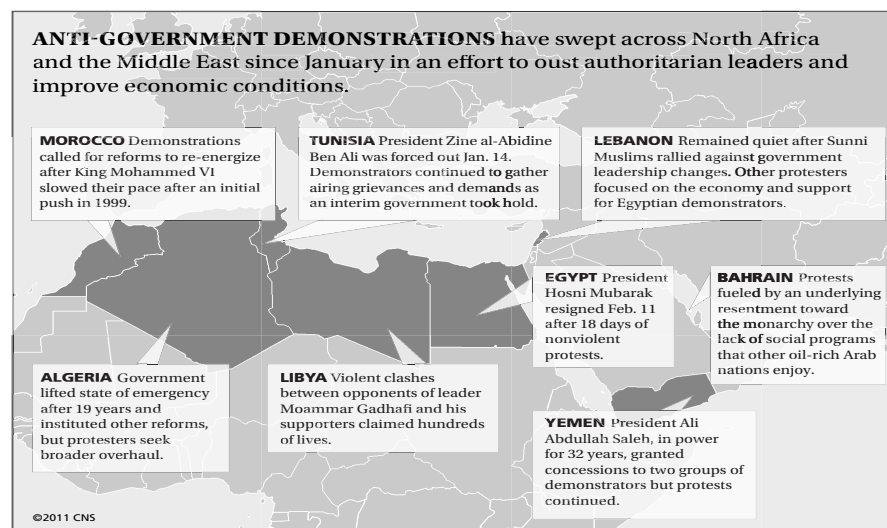 ANTI-GOVERNMENT DEMONSTRATIONS have swept across North Africa
and the Middle East since January in an effort to oust authoritarian leaders and
improve economic conditions.
MOROCCO Demonstrations
called for reforms to re-energize
after King Mohammed VI
slowed their pace after an initial
push in 1999.
TUNISIA President Zine al-Abidine
Ben Ali was forced out Jan. 14.
Demonstrators continued to gather
airing grievances and demands as
an interim government took hold.
LEBANON Remained quiet after Sunni
Muslims rallied against government
leadership changes. Other protesters
focused on the economy and support
for Egyptian demonstrators.
EGYPT President
Hosni Mubarak
resigned Feb. 11
after 18 days of
nonviolent
protests.
BAHRAIN Protests
fueled by an underlying
resentment toward
the monarchy over the
lack of social programs
that other oil-rich Arab
nations enjoy.
ALGERIA Government
lifted state of emergency
after 19 years and
instituted other reforms,
but protesters seek
broader overhaul.
LIBYA Violent clashes
between opponents of leader
Moammar Gadhafi and his
supporters claimed hundreds
of lives.
YEMEN President Ali
Abdullah Saleh, in power
for 32 years, granted
concessions to two groups of
demonstrators but protests
continued.
©2011 CNS